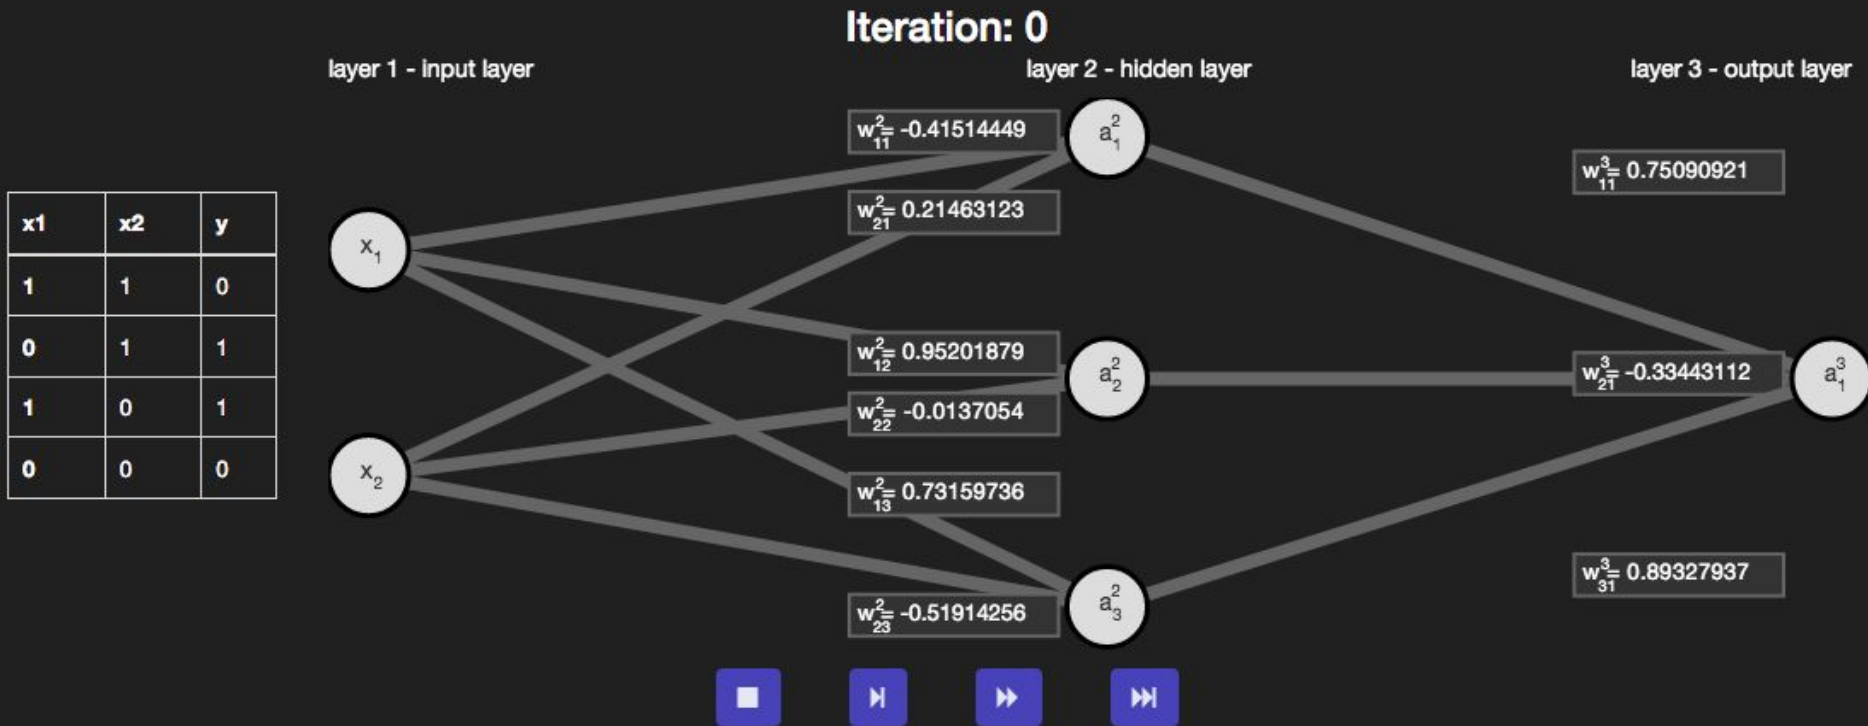 Iteration: 0
layer 1 - input layer
layer 2 - hidden layer
layer 3 - output layer
x1 x2 y
1 1 0
0 1 1
1 0 1
0 0 0
x₁
x₂
w²₁₁= -0.41514449
w²₂₁= 0.21463123
w²₁₂= 0.95201879
w²₂₂= -0.0137054
w²₁₃= 0.73159736
w²₂₃= -0.51914256
a²₁
a²₂
a²₃
w³₁₁= 0.75090921
w³₂₁= -0.33443112
w³₃₁= 0.89327937
a³₁